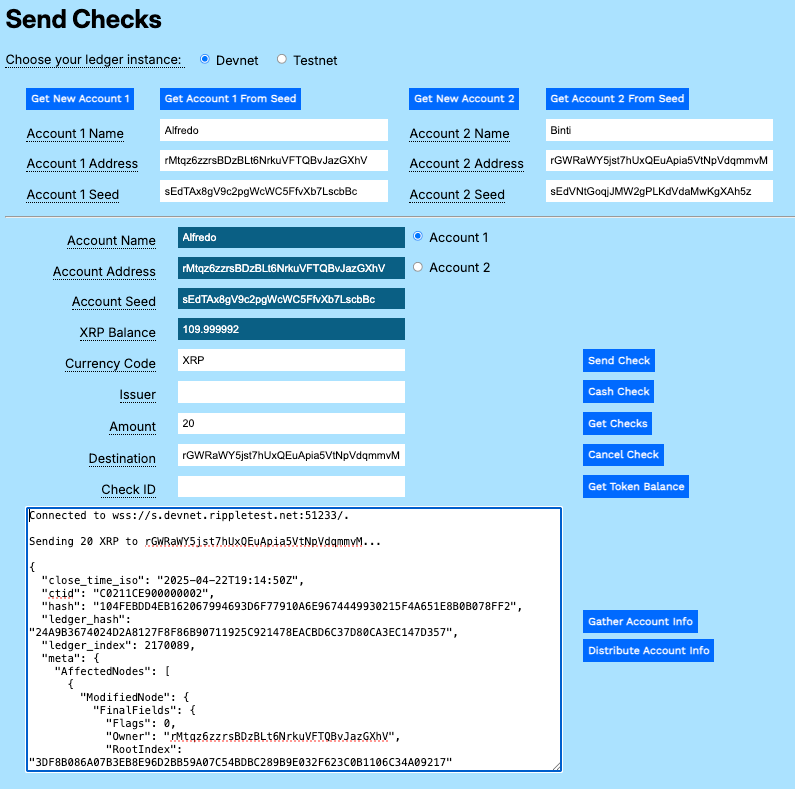 Send Checks
Choose your ledger instance: Devnet Testnet
Get New Account 1 Get Account 1 From Seed Get New Account 2 Get Account 2 From Seed
Account 1 Name Alfredo Account 2 Name Binti
Account 1 Address rMtqz6zzrsBDzBLt6NrkuVFTQBvJazGXhV Account 2 Address rGWRaWY5jst7hUxQEuApia5VtNpVdqmmvM
Account 1 Seed sEdTAx8gV9c2pgWcWC5FfvXb7LscbBc Account 2 Seed sEdVNtGoqjJMW2gPLKdVdaMwKgXAh5z
Account Name Alfredo Account 1
Account Address rMtqz6zzrsBDzBLt6NrkuVFTQBvJazGXhV Account 2
Account Seed sEdTAx8gV9c2pgWcWC5FfvXb7LscbBc
XRP Balance 109.999992
Currency Code XRP Send Check
Issuer Cash Check
Amount 20 Get Checks
Destination rGWRaWY5jst7hUxQEuApia5VtNpVdqmmvM Cancel Check
Check ID Get Token Balance
Connected to wss://s.devnet.rippletest.net:51233/.
Sending 20 XRP to rGWRaWY5jst7hUxQEuApia5VtNpVdqmmvM...
{
"close_time_iso": "2025-04-22T19:14:50Z",
"ctid": "C0211CE900000002",
"hash": "104FEBDD4EB162067994693D6F77910A6E9674449930215F4A651E8B0B078FF2",
"ledger_hash":
"24A9B3674024D2A8127F8F86B90711925C921478EACBD6C37D80CA3EC147D357",
"ledger_index": 2170089,
"meta": {
"AffectedNodes": [
{
"ModifiedNode": {
"FinalFields": {
"Flags": 0,
"Owner": "rMtqz6zzrsBDzBLt6NrkuVFTQBvJazGXhV",
"RootIndex":
"3DF8B086A07B3EB8E96D2BB59A07C54BDBC289B9E032F623C0B1106C34A09217"
Gather Account Info
Distribute Account Info